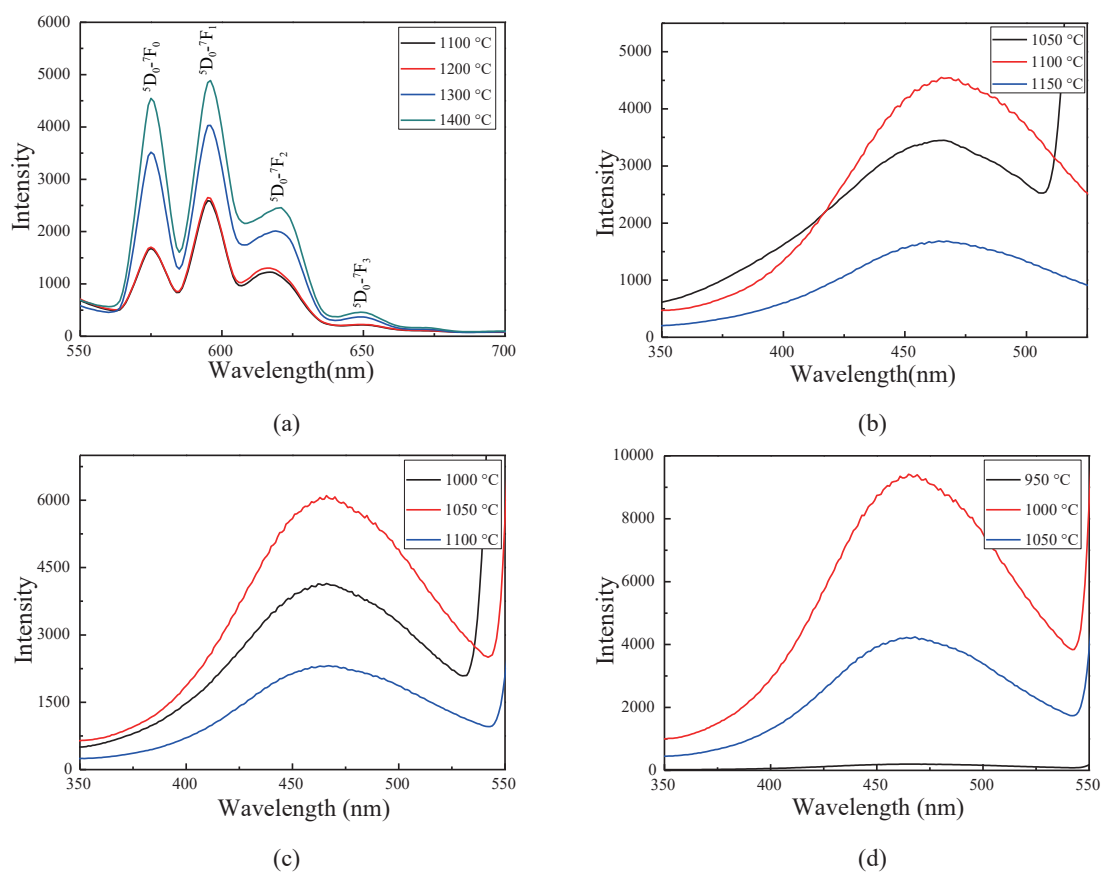 6000
5000
4000
3000
2000
1000
0
550
600
650
700
Intensity
Wavelength(nm)
⁵D₀-⁷F₀
⁵D₀-⁷F₁
⁵D₀-⁷F₂
⁵D₀-⁷F₃
1100 °C
1200 °C
1300 °C
1400 °C
(a)
5000
4000
3000
2000
1000
0
350
400
450
500
Intensity
Wavelength(nm)
1050 °C
1100 °C
1150 °C
(b)
6000
4500
3000
1500
0
350
400
450
500
550
Intensity
Wavelength (nm)
1000 °C
1050 °C
1100 °C
(c)
10000
8000
6000
4000
2000
0
350
400
450
500
550
Intensity
Wavelength (nm)
950 °C
1000 °C
1050 °C
(d)